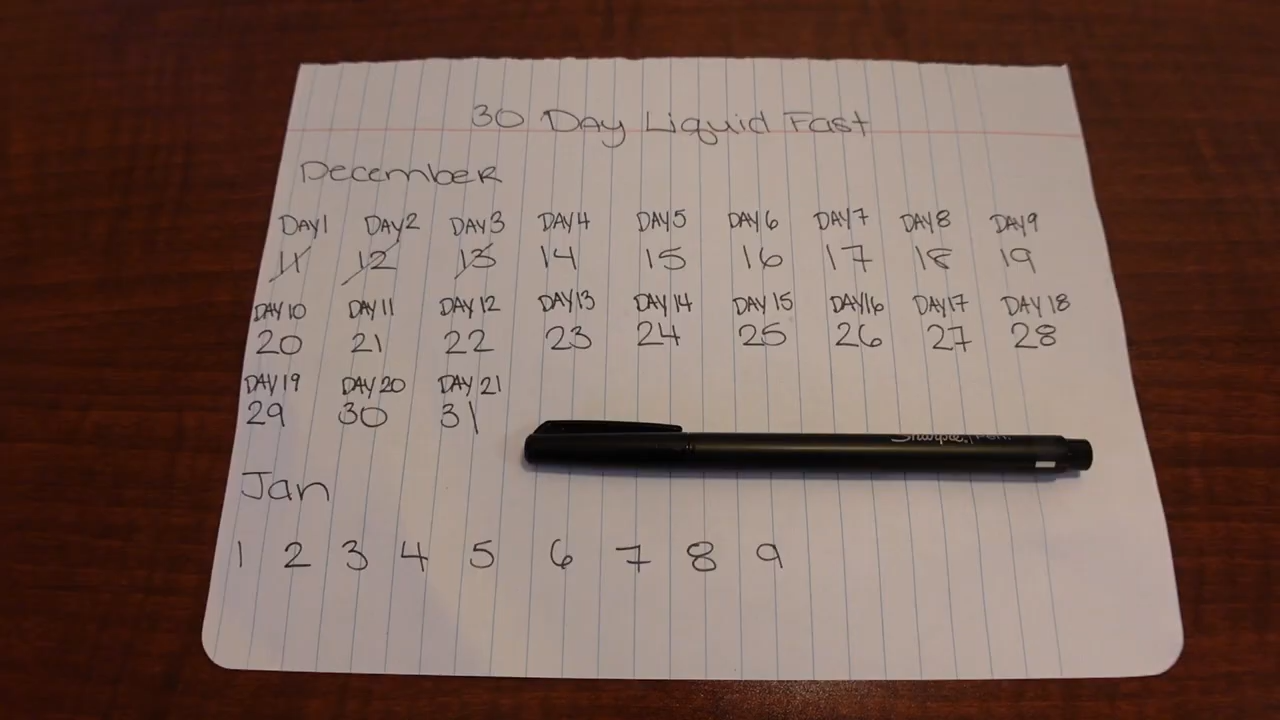 30 Day Liquid Fast
December
DAY1 DAY2 DAY3 DAY4 DAY5 DAY6 DAY7 DAY8 DAY9
11 12 13 14 15 16 17 18 19
DAY10 DAY11 DAY12 DAY13 DAY14 DAY15 DAY16 DAY17 DAY18
20 21 22 23 24 25 26 27 28
DAY19 DAY20 DAY21
29 30 31
Sharpie. Pen.
Jan
1 2 3 4 5 6 7 8 9